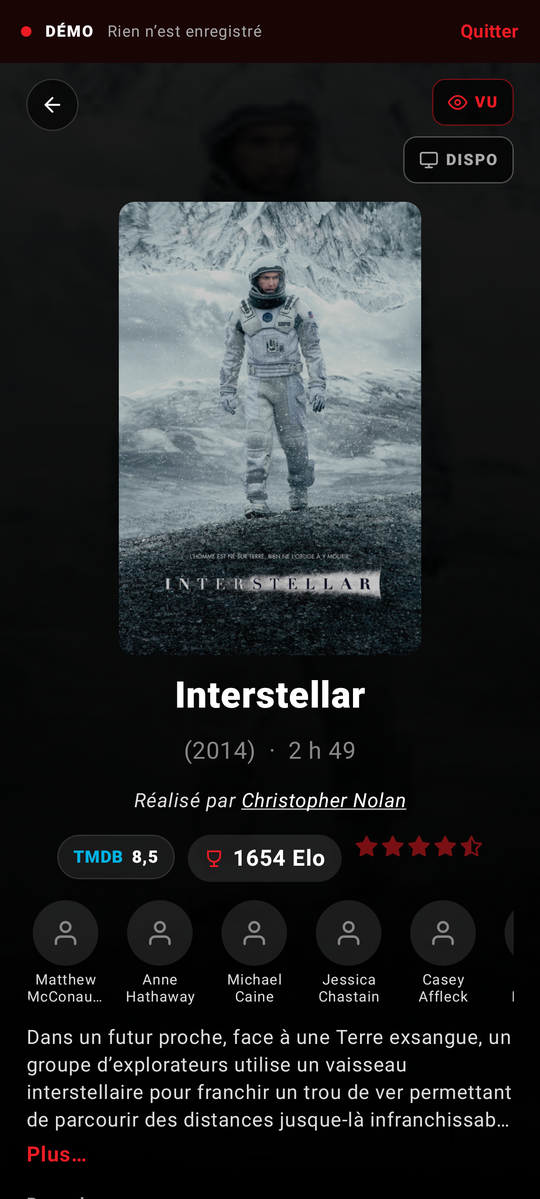 DÉMO Rien n’est enregistré Quitter
VU
DISPO
L'HOMME EST NÉ SUR TERRE, RIEN NE L'OBLIGE À Y MOURIR.
INTERSTELLAR
Interstellar
(2014) · 2 h 49
Réalisé par Christopher Nolan
TMDB 8,5 1654 Elo
Matthew McConau…
Anne Hathaway
Michael Caine
Jessica Chastain
Casey Affleck
Dans un futur proche, face à une Terre exsangue, un
groupe d’explorateurs utilise un vaisseau
interstellaire pour franchir un trou de ver permettant
de parcourir des distances jusque-là infranchissab…
Plus…